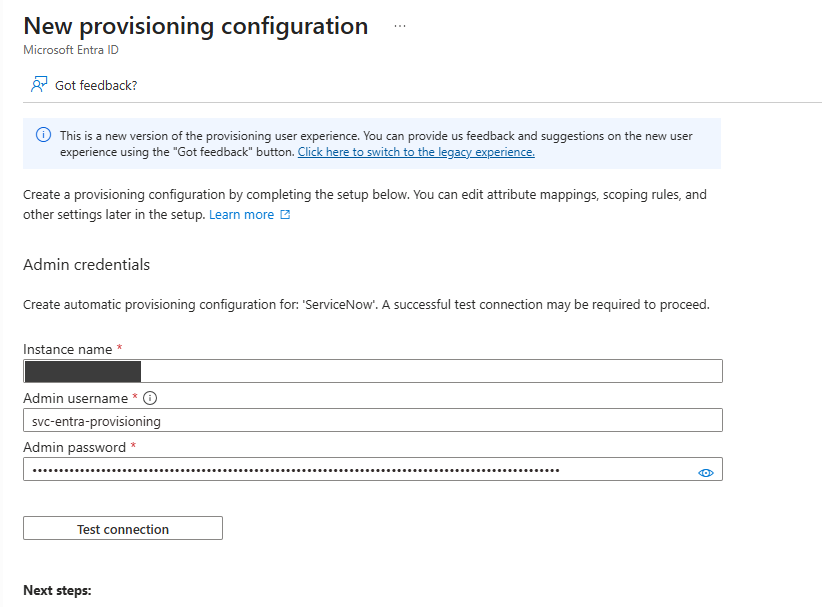 New provisioning configuration ...
Microsoft Entra ID
Got feedback?
This is a new version of the provisioning user experience. You can provide us feedback and suggestions on the new user
experience using the "Got feedback" button. Click here to switch to the legacy experience.
Create a provisioning configuration by completing the setup below. You can edit attribute mappings, scoping rules, and
other settings later in the setup. Learn more
Admin credentials
Create automatic provisioning configuration for: 'ServiceNow'. A successful test connection may be required to proceed.
Instance name *
Admin username *
svc-entra-provisioning
Admin password *
Test connection
Next steps: